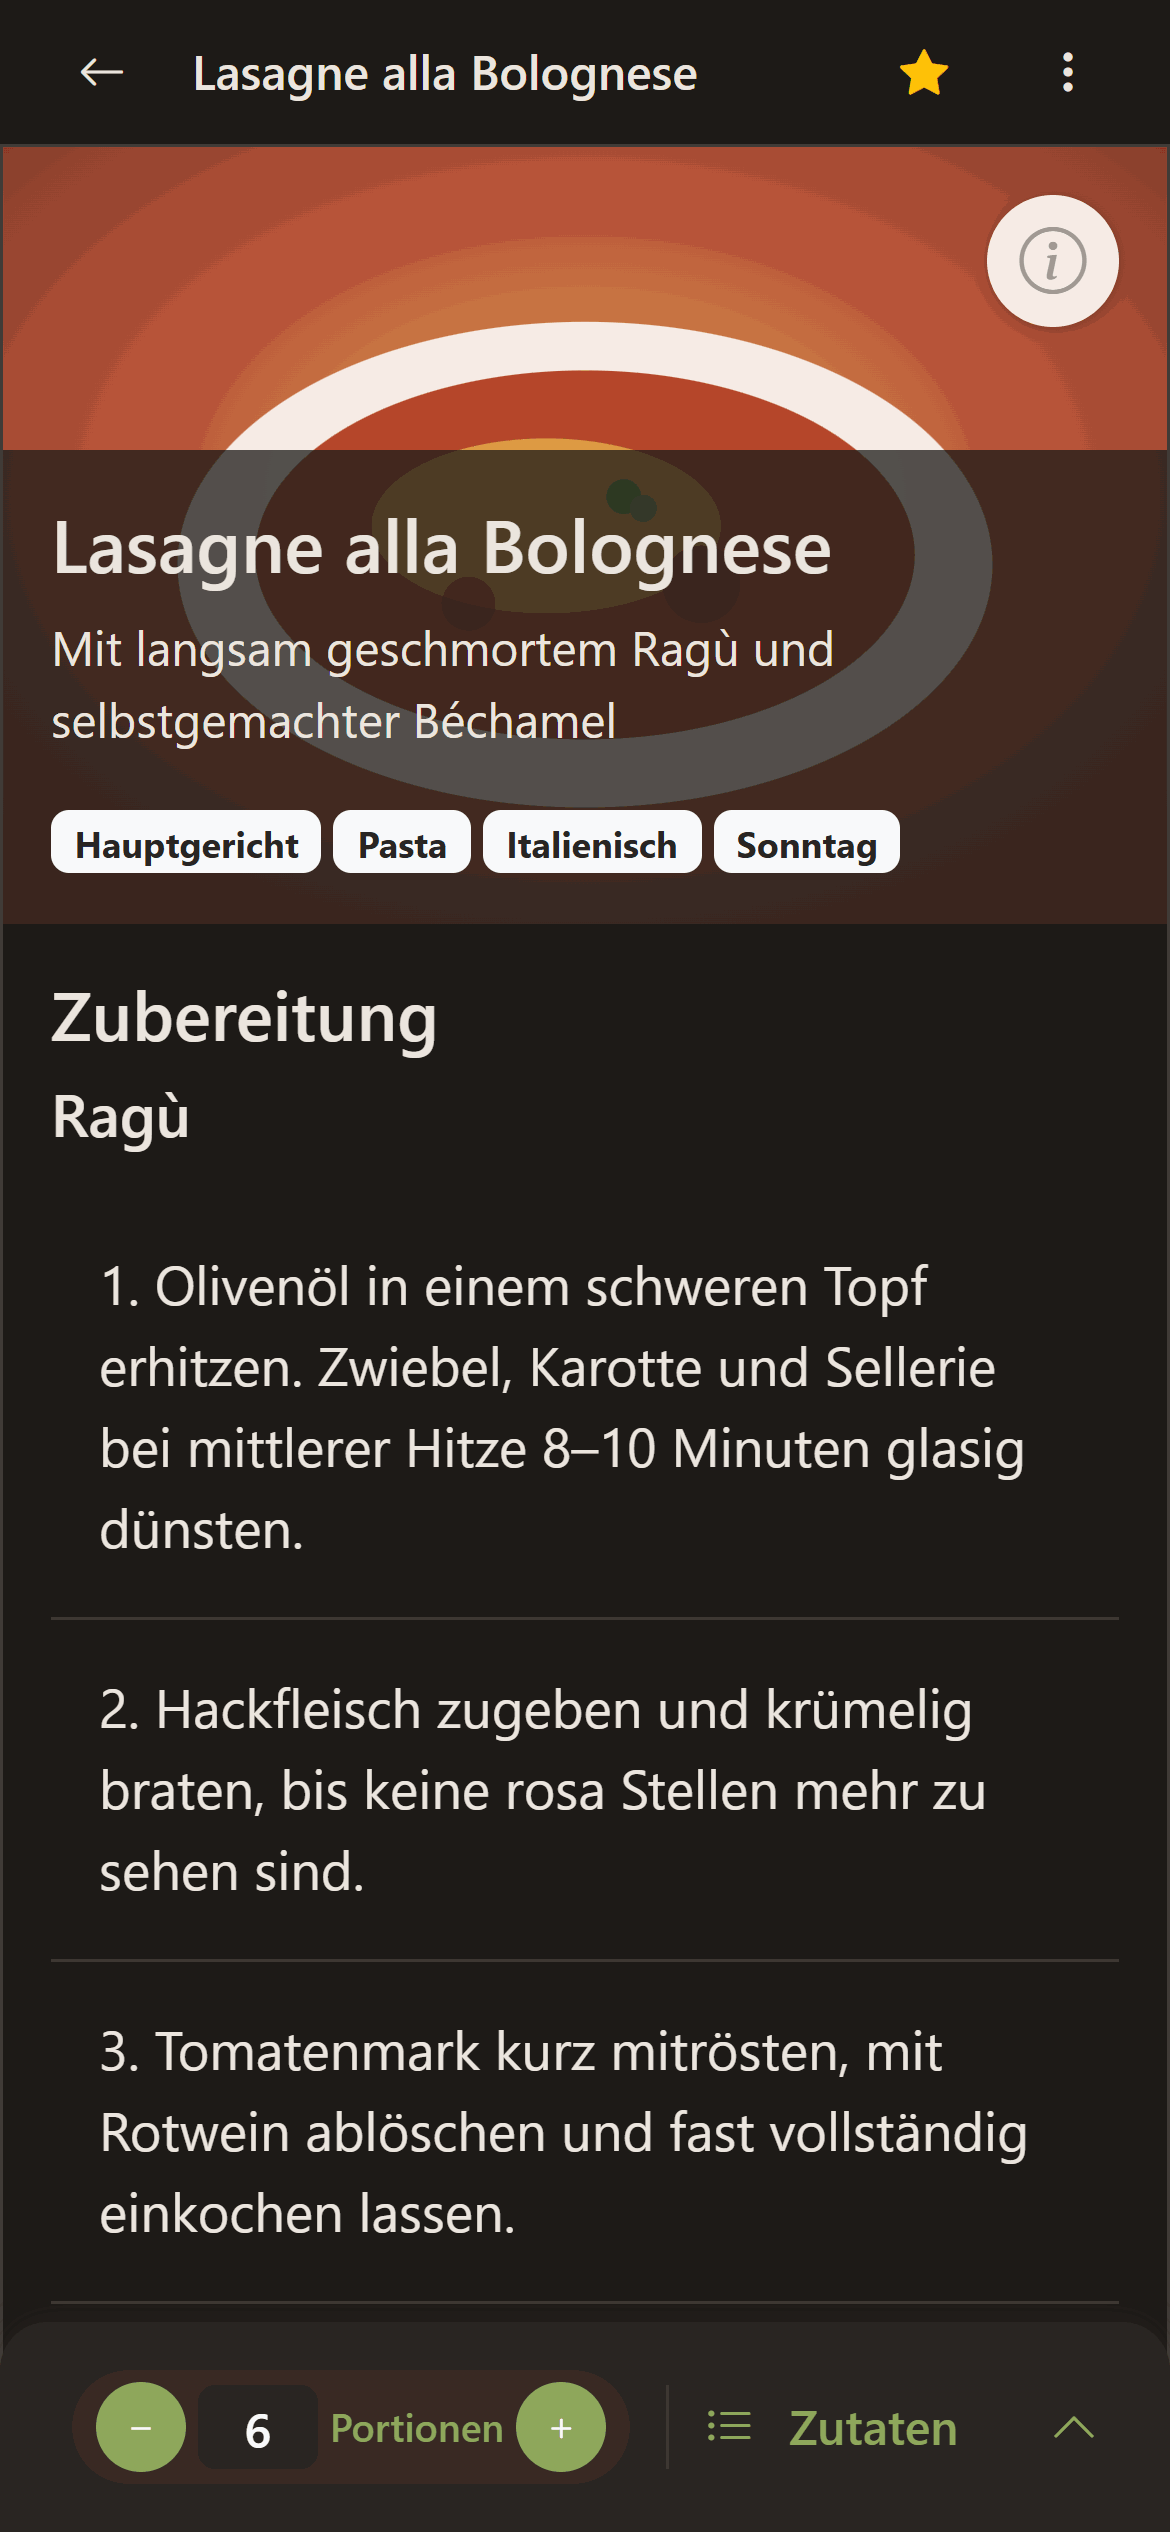 Lasagne alla Bolognese
i
Lasagne alla Bolognese
Mit langsam geschmortem Ragù und
selbstgemachter Béchamel
Hauptgericht Pasta Italienisch Sonntag
Zubereitung
Ragù
1. Olivenöl in einem schweren Topf
erhitzen. Zwiebel, Karotte und Sellerie
bei mittlerer Hitze 8–10 Minuten glasig
dünsten.
2. Hackfleisch zugeben und krümelig
braten, bis keine rosa Stellen mehr zu
sehen sind.
3. Tomatenmark kurz mitrösten, mit
Rotwein ablöschen und fast vollständig
einkochen lassen.
− 6 Portionen + Zutaten